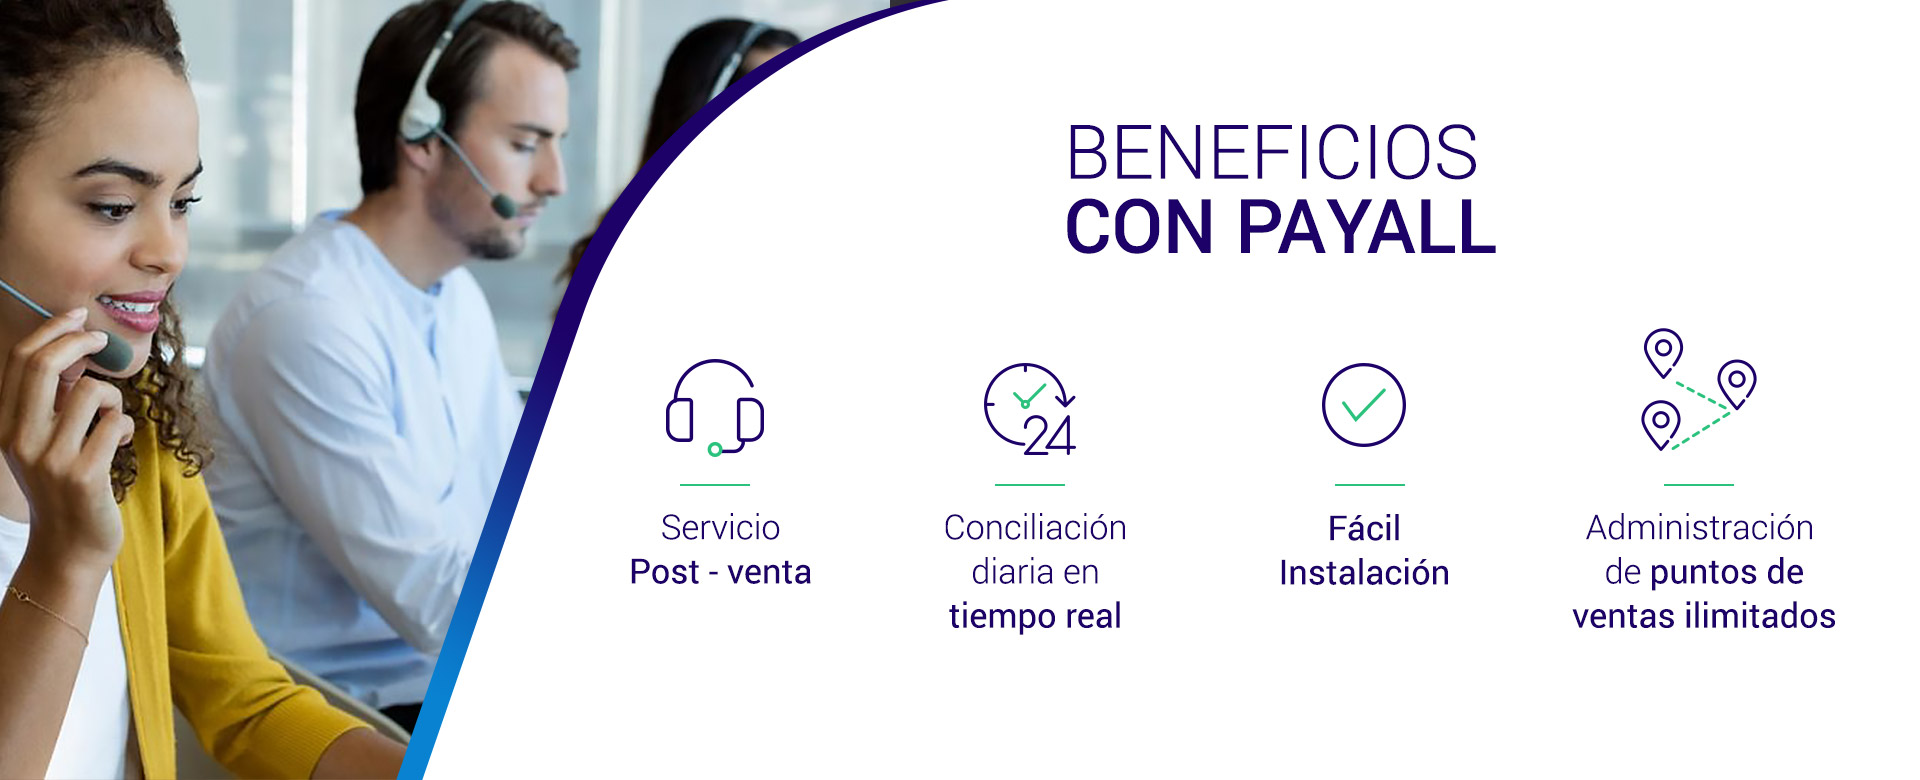 BENEFICIOS
CON PAYALL
24
Servicio
Post - venta
Conciliación
diaria en
tiempo real
Fácil
Instalación
Administración
de puntos de
ventas ilimitados